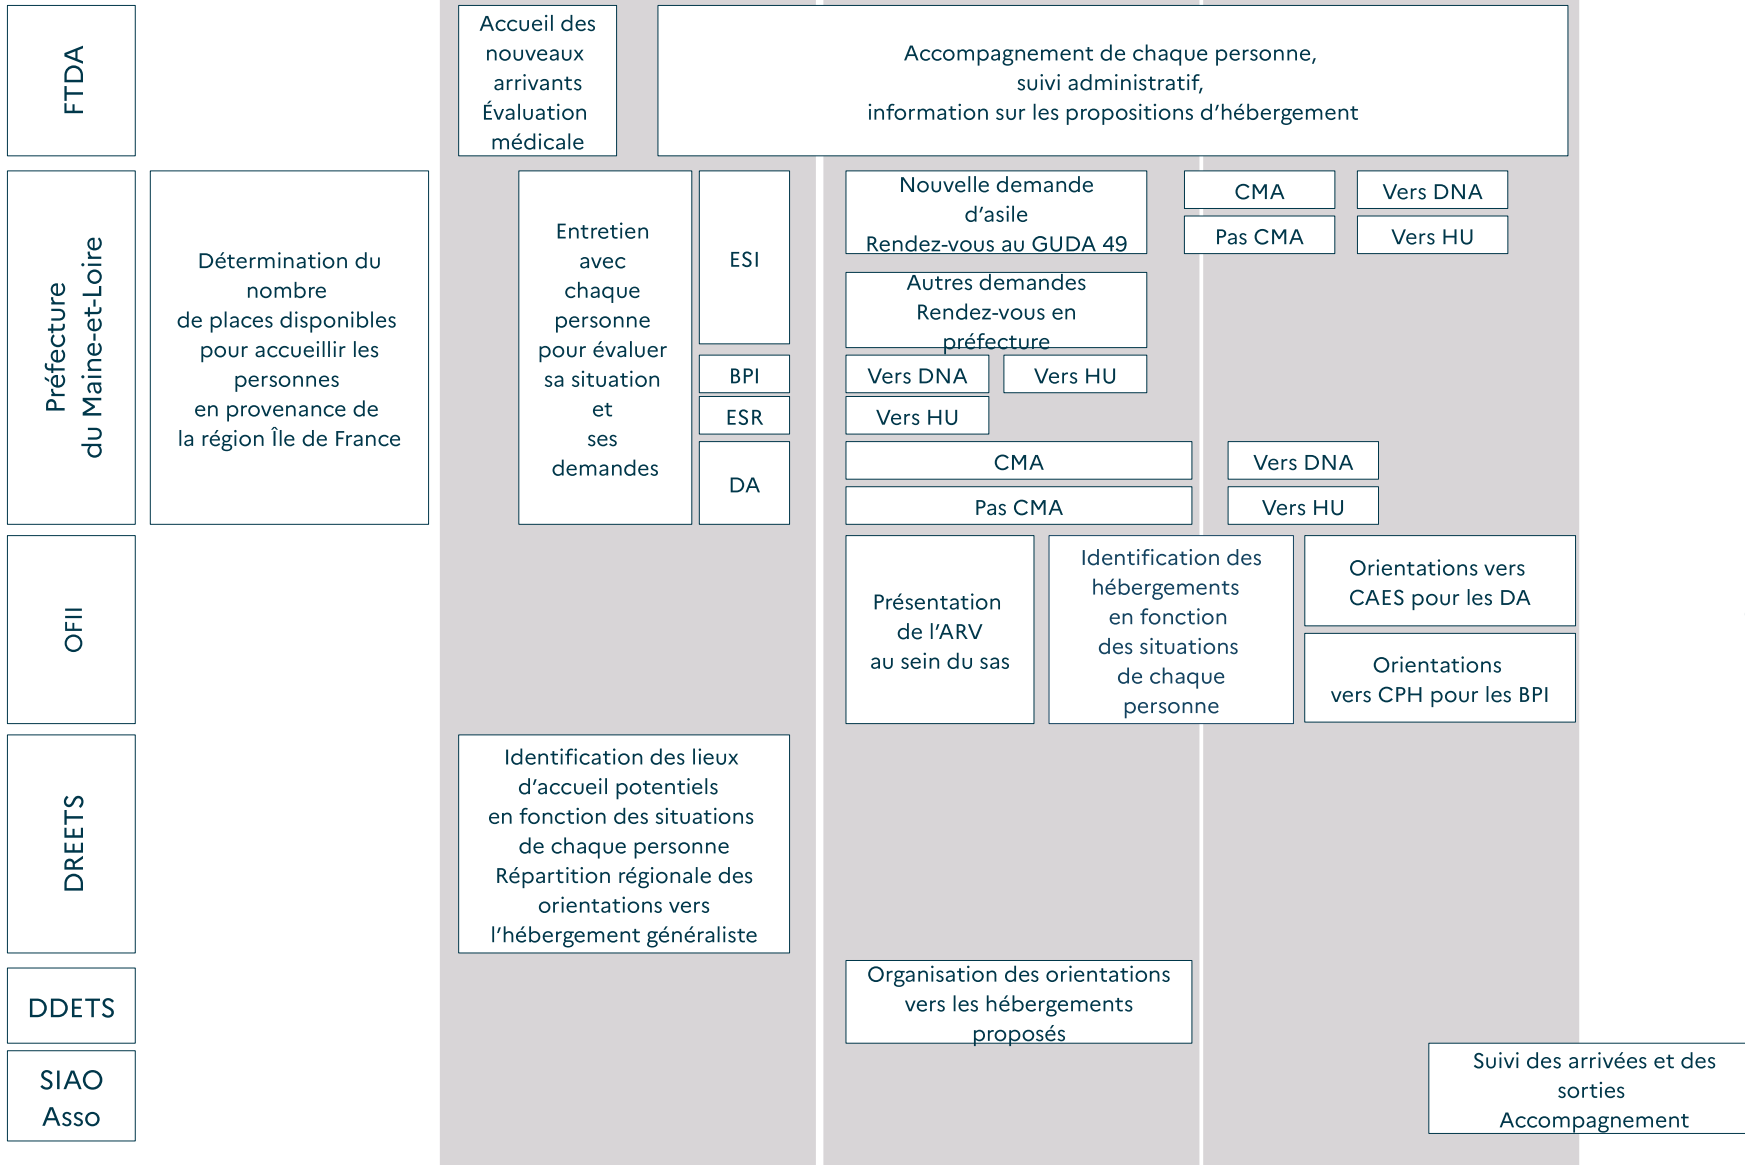 FTDA
Accueil des
nouveaux
arrivants
Évaluation
médicale
Accompagnement de chaque personne,
suivi administratif,
information sur les propositions d’hébergement
Préfecture
du Maine-et-Loire
Détermination du
nombre
de places disponibles
pour accueillir les
personnes
en provenance de
la région Île de France
Entretien
avec
chaque
personne
pour évaluer
sa situation
et
ses
demandes
ESI
BPI
ESR
DA
Nouvelle demande
d’asile
Rendez-vous au GUDA 49
CMA
Vers DNA
Pas CMA
Vers HU
Autres demandes
Rendez-vous en
préfecture
Vers DNA
Vers HU
Vers HU
CMA
Vers DNA
Pas CMA
Vers HU
OFII
Présentation
de l’ARV
au sein du sas
Identification des
hébergements
en fonction
des situations
de chaque
personne
Orientations vers
CAES pour les DA
Orientations
vers CPH pour les BPI
DREETS
Identification des lieux
d’accueil potentiels
en fonction des situations
de chaque personne
Répartition régionale des
orientations vers
l’hébergement généraliste
DDETS
Organisation des orientations
vers les hébergements
proposés
SIAO
Asso
Suivi des arrivées et des
sorties
Accompagnement